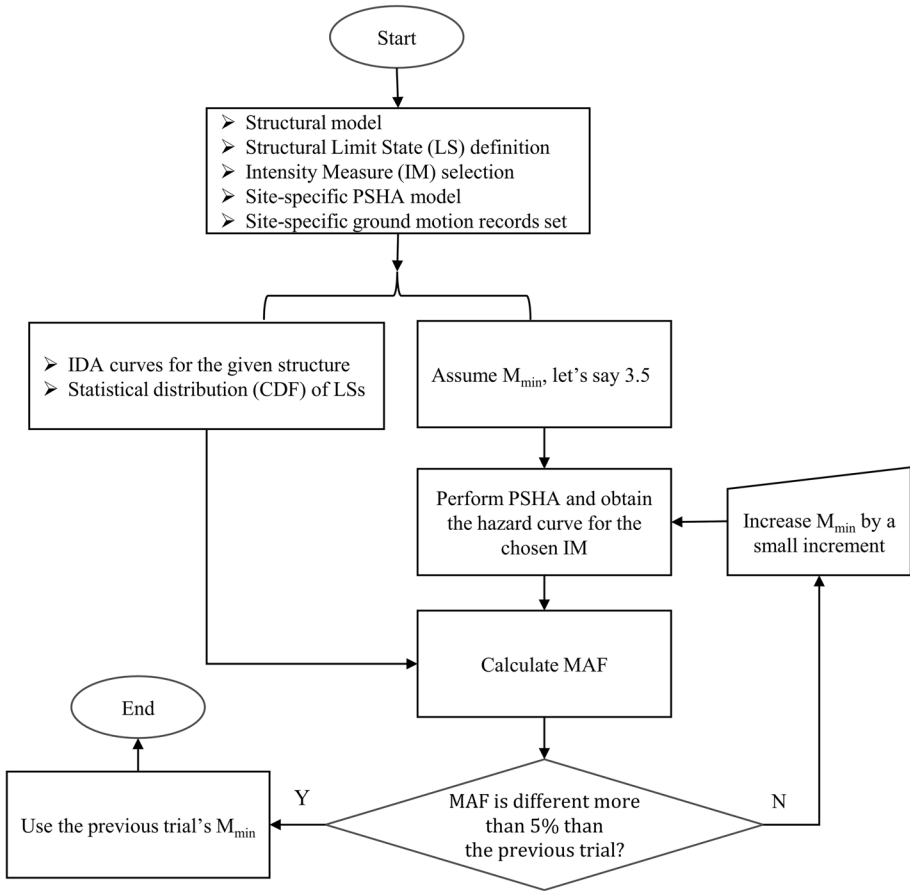 Start
➢ Structural model
➢ Structural Limit State (LS) definition
➢ Intensity Measure (IM) selection
➢ Site-specific PSHA model
➢ Site-specific ground motion records set
➢ IDA curves for the given structure
➢ Statistical distribution (CDF) of LSs
Assume Mmin, let’s say 3.5
Perform PSHA and obtain
the hazard curve for the
chosen IM
Increase Mmin by a
small increment
Calculate MAF
End
MAF is different more
than 5% than
the previous trial?
Y
N
Use the previous trial’s Mmin